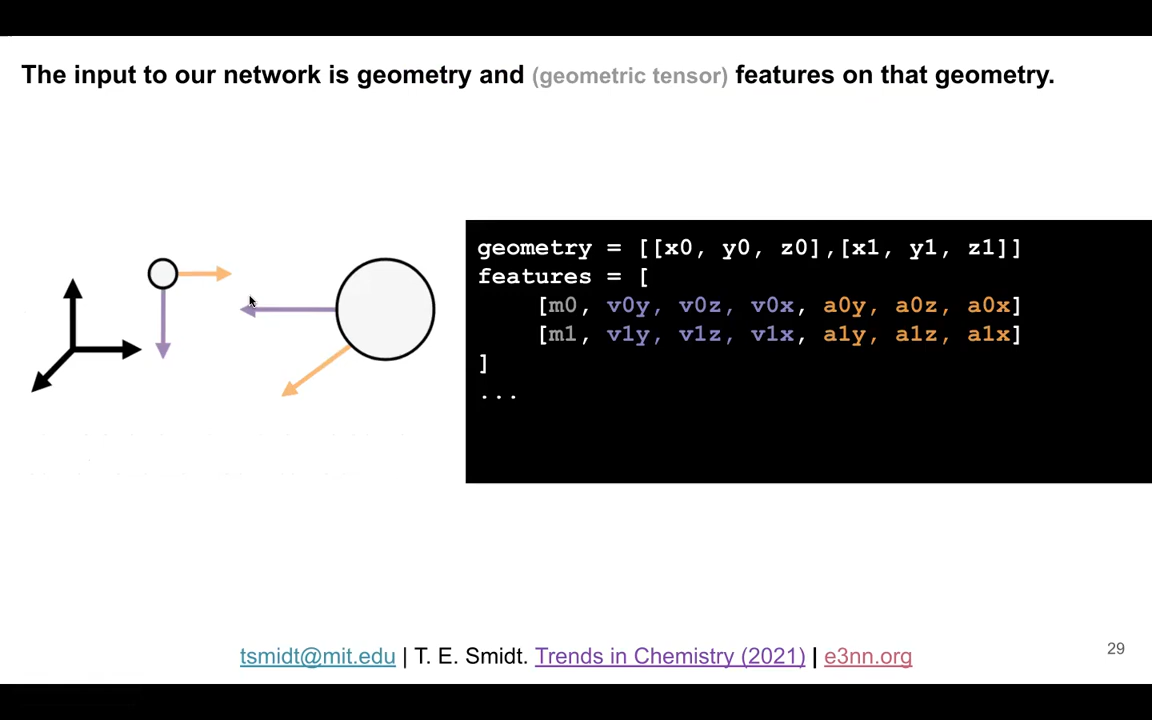 The input to our network is geometry and (geometric tensor) features on that geometry.
geometry = [[x0, y0, z0],[x1, y1, z1]]
features = [
[m0, v0y, v0z, v0x, a0y, a0z, a0x]
[m1, v1y, v1z, v1x, a1y, a1z, a1x]
]
...
tsmidt@mit.edu | T. E. Smidt. Trends in Chemistry (2021) | e3nn.org
29